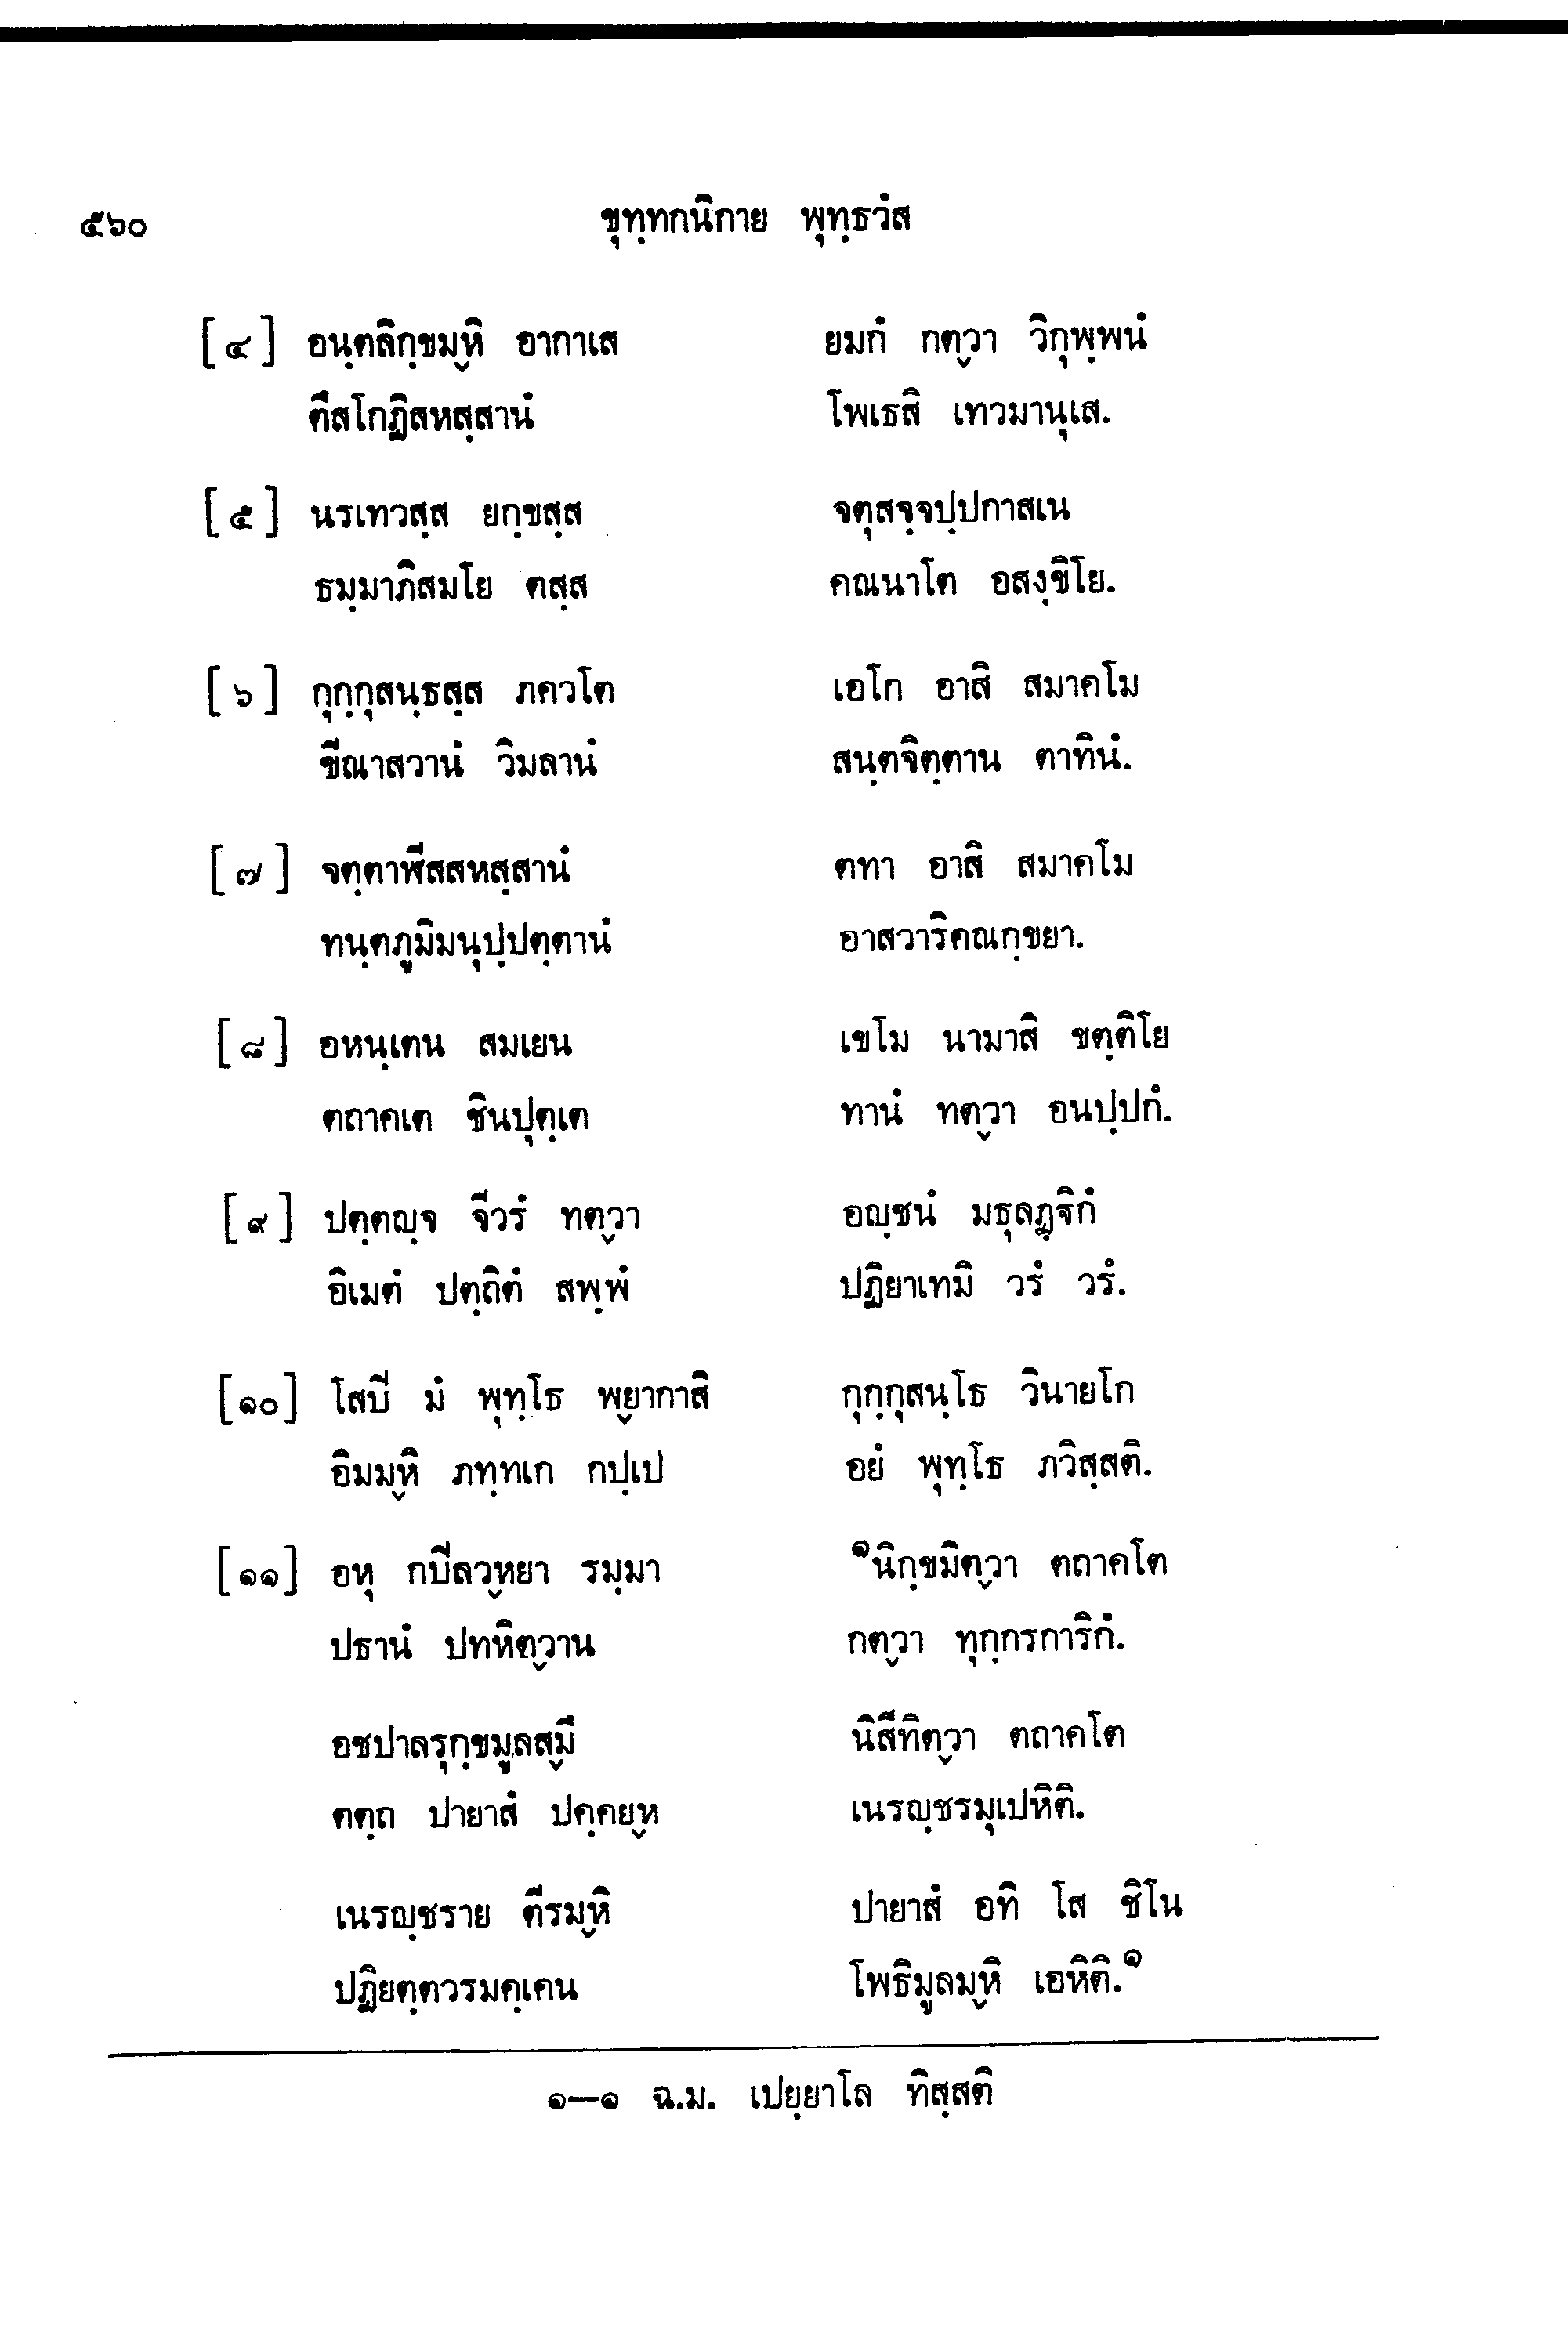 ๕๖๐ ขุทฺทกนิกาย พุทฺธวํส
[๔] อนฺตลิกฺขมฺหิ อากาเส ยมกํ กตฺวา วิกุพฺพนํ
ตึสโกฏิสหสฺสานํ โพเธสิ เทวมานุเส.
[๕] นรเทวสฺส ยกฺขสฺส จตุสจฺจปฺปกาสเน
ธมฺมาภิสมโย ตสฺส คณนาโต อสงฺขิโย.
[๖] กุกฺกุสนฺธสฺส ภควโต เอโก อาสิ สมาคโม
ขีณาสวานํ วิมลานํ สนฺตจิตฺตาน ตาทินํ.
[๗] จตฺตาฬีสสหสฺสานํ ตทา อาสิ สมาคโม
ทนฺตภูมิมนุปฺปตฺตานํ อาสวาริคณกฺขยา.
[๘] อหนฺเตน สมเยน เขโม นามาสิ ขตฺติโย
ตถาคเต ชินปุตฺเต ทานํ ทตฺวา อนปฺปกํ.
[๙] ปตฺตญฺจ จีวรํ ทตฺวา อญฺชนํ มธุลฏฺฐิกํ
อิเมตํ ปตฺถิตํ สพฺพํ ปฏิยาเทมิ วรํ วรํ.
[๑๐] โสปิ มํ พุทฺโธ พฺยากาสิ กุกฺกุสนฺโธ วินายโก
อิมมฺหิ ภทฺทเก กปฺเป อยํ พุทฺโธ ภวิสฺสติ.
[๑๑] อหุ กปิลวฺหยา รมฺมา ๑นิกฺขมิตฺวา ตถาคโต
ปธานํ ปทหิตฺวาน กตฺวา ทุกฺกรการิกํ.
อชปาลรุกฺขมูลสฺมึ นิสีทิตฺวา ตถาคโต
ตตฺถ ปายาสํ ปคฺคยฺห เนรญฺชรมุเปหิติ.
เนรญฺชราย ตีรมฺหิ ปายาสํ อทิ โส ชิโน
ปฏิยตฺตวรมคฺเคน โพธิมูลมฺหิ เอหิติ.๑
๑—๑ ฉ.ม. เปยฺยาโล ทิสฺสติ